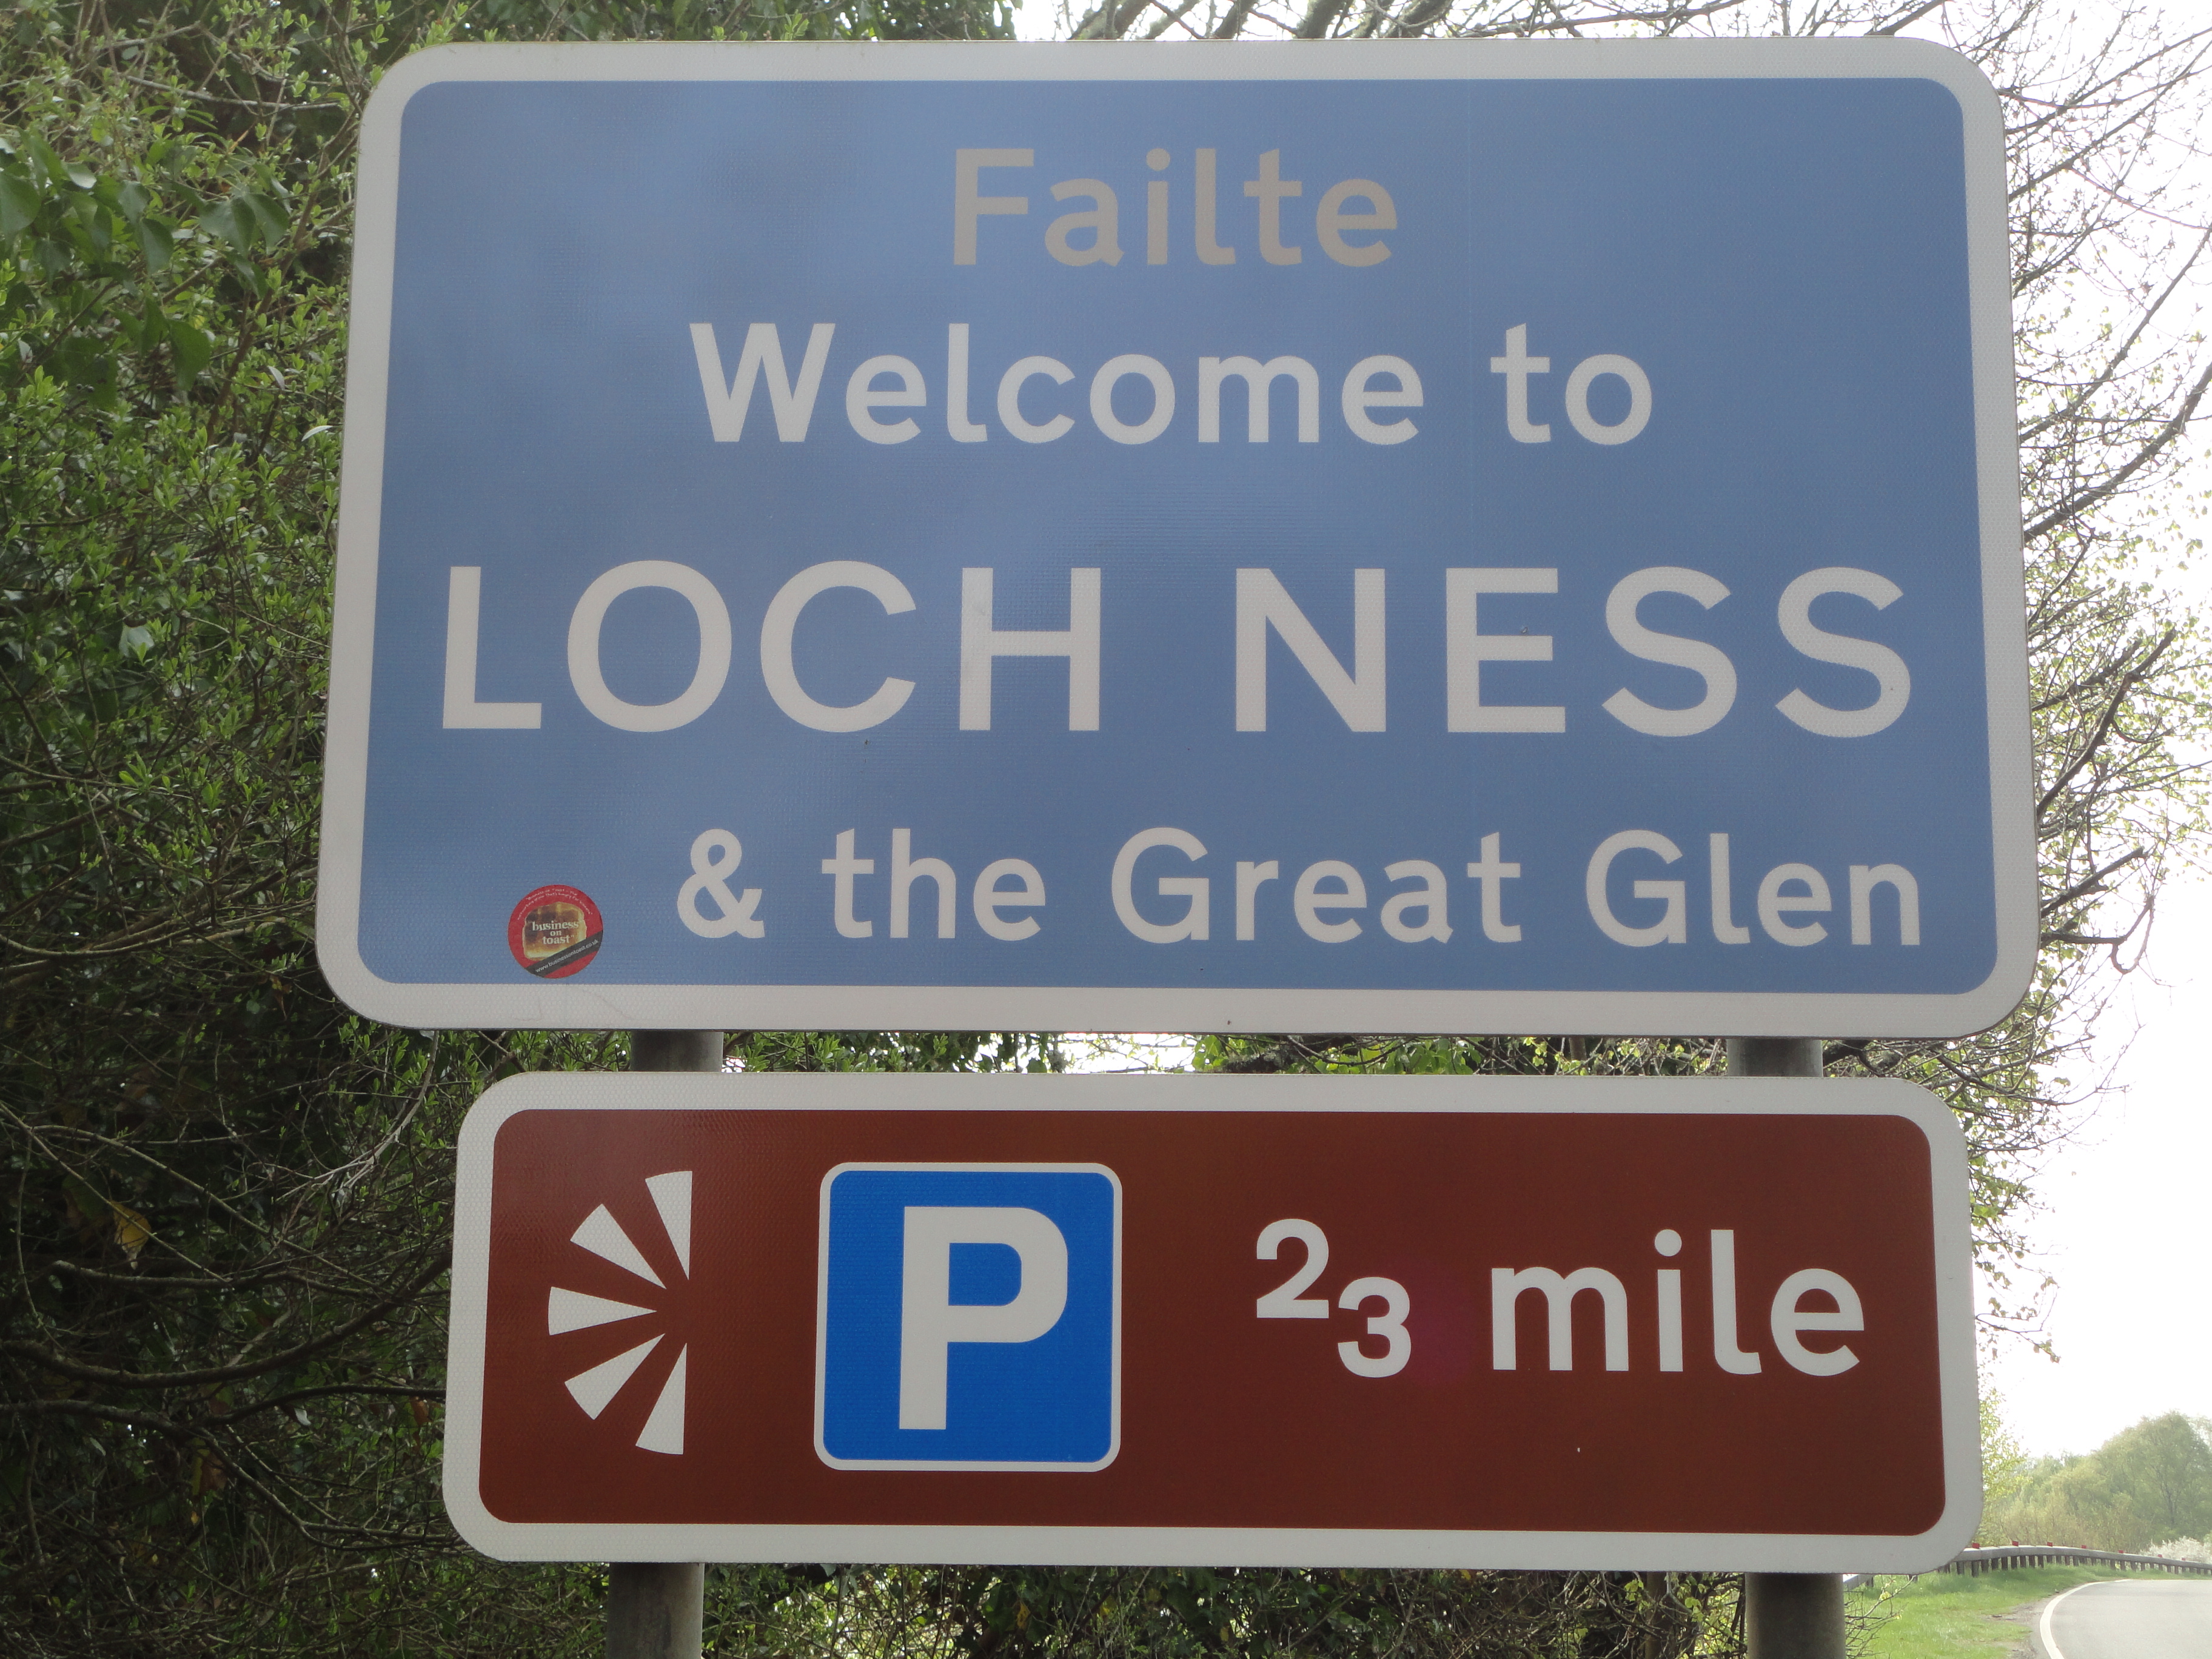 Failte
Welcome to
LOCH NESS
& the Great Glen
business
on
toast
P
2/3 mile